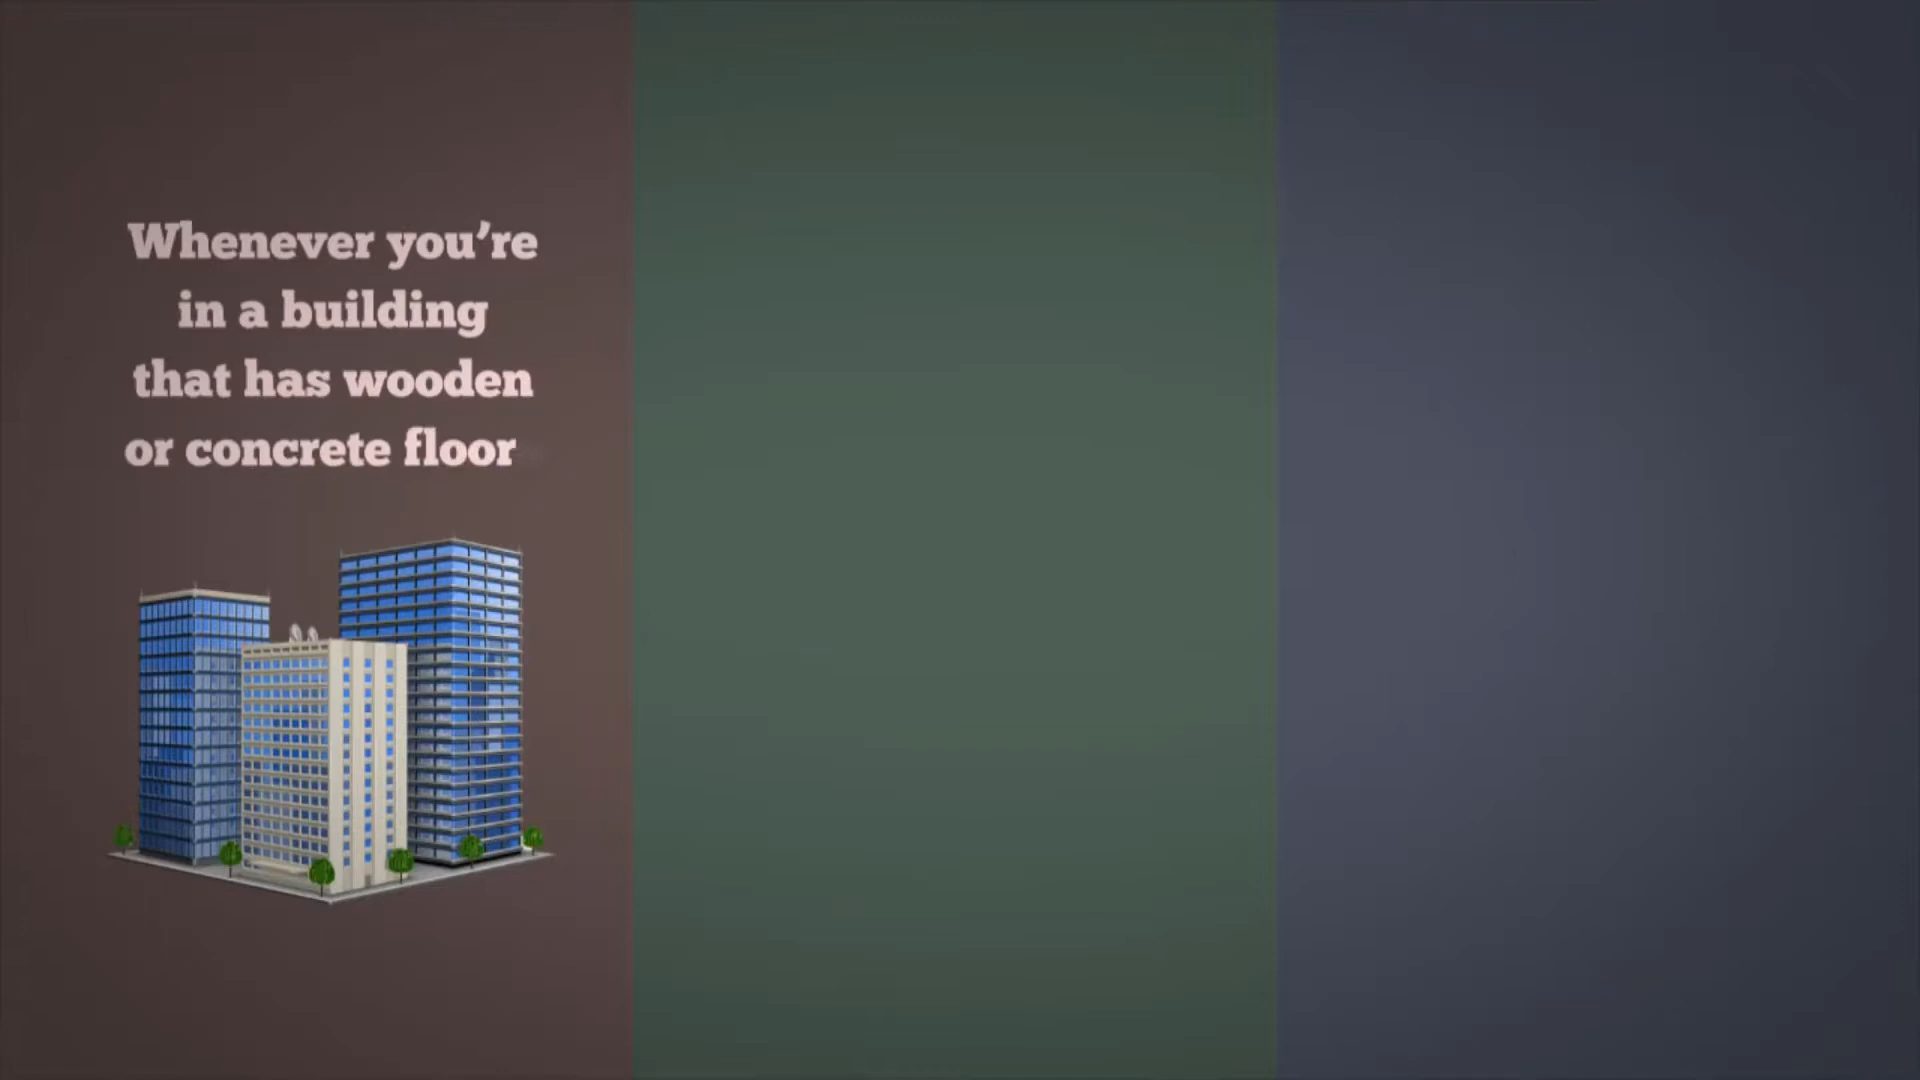 Whenever you’re
in a building
that has wooden
or concrete floor